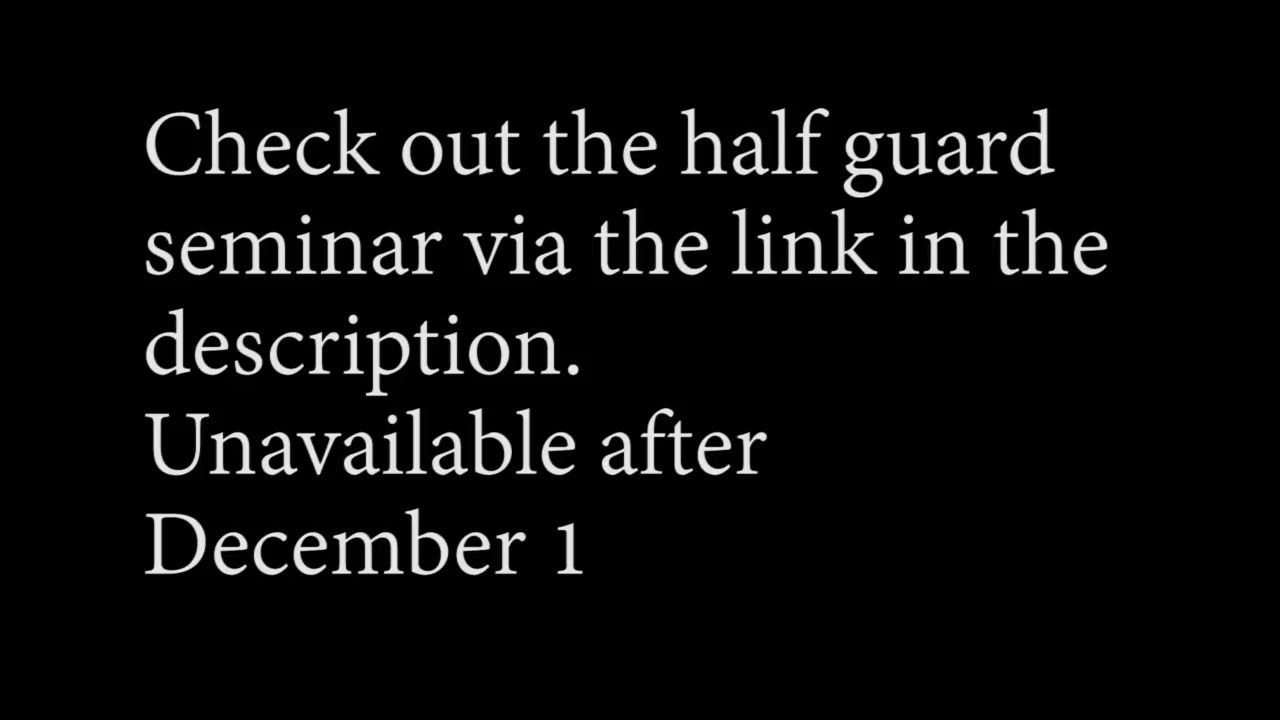 Check out the half guard
seminar via the link in the
description.
Unavailable after
December 1